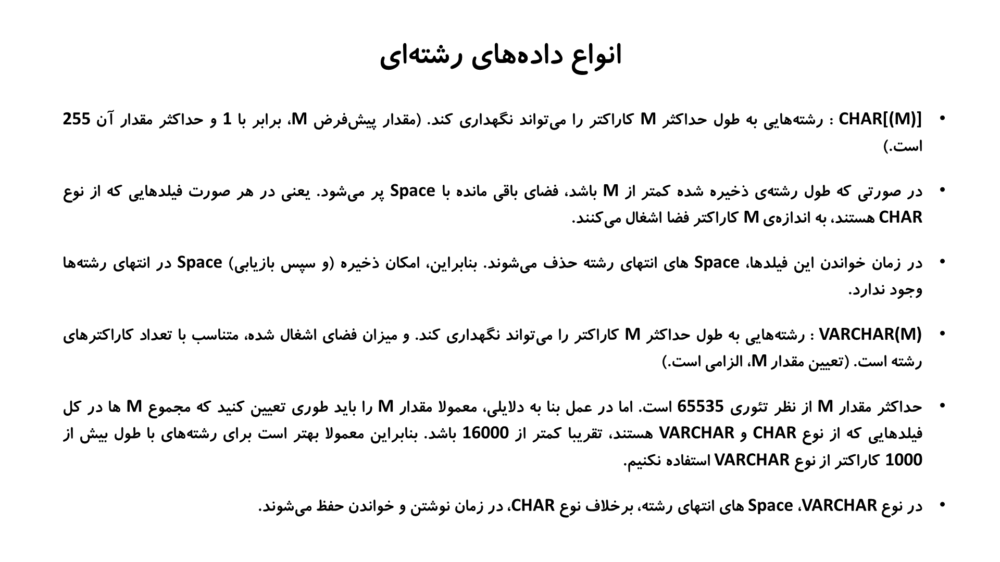 انواع داده‌های رشته‌ای
• CHAR[(M)] : رشته‌هایی به طول حداکثر M کاراکتر را می‌تواند نگهداری کند. (مقدار پیش‌فرض M، برابر با 1 و حداکثر مقدار آن 255
است.)
• در صورتی که طول رشته‌ی ذخیره شده کمتر از M باشد، فضای باقی مانده با Space پر می‌شود. یعنی در هر صورت فیلدهایی که از نوع
CHAR هستند، به اندازه‌ی M کاراکتر فضا اشغال می‌کنند.
• در زمان خواندن این فیلدها، Space های انتهای رشته حذف می‌شوند. بنابراین، امکان ذخیره (و سپس بازیابی) Space در انتهای رشته‌ها
وجود ندارد.
• VARCHAR(M) : رشته‌هایی به طول حداکثر M کاراکتر را می‌تواند نگهداری کند. و میزان فضای اشغال شده، متناسب با تعداد کاراکترهای
رشته است. (تعیین مقدار M، الزامی است.)
• حداکثر مقدار M از نظر تئوری 65535 است. اما در عمل بنا به دلایلی، معمولا مقدار M را باید طوری تعیین کنید که مجموع M ها در کل
فیلدهایی که از نوع CHAR و VARCHAR هستند، تقریبا کمتر از 16000 باشد. بنابراین معمولا بهتر است برای رشته‌های با طول بیش از
1000 کاراکتر از نوع VARCHAR استفاده نکنیم.
• در نوع VARCHAR، Space های انتهای رشته، برخلاف نوع CHAR، در زمان نوشتن و خواندن حفظ می‌شوند.